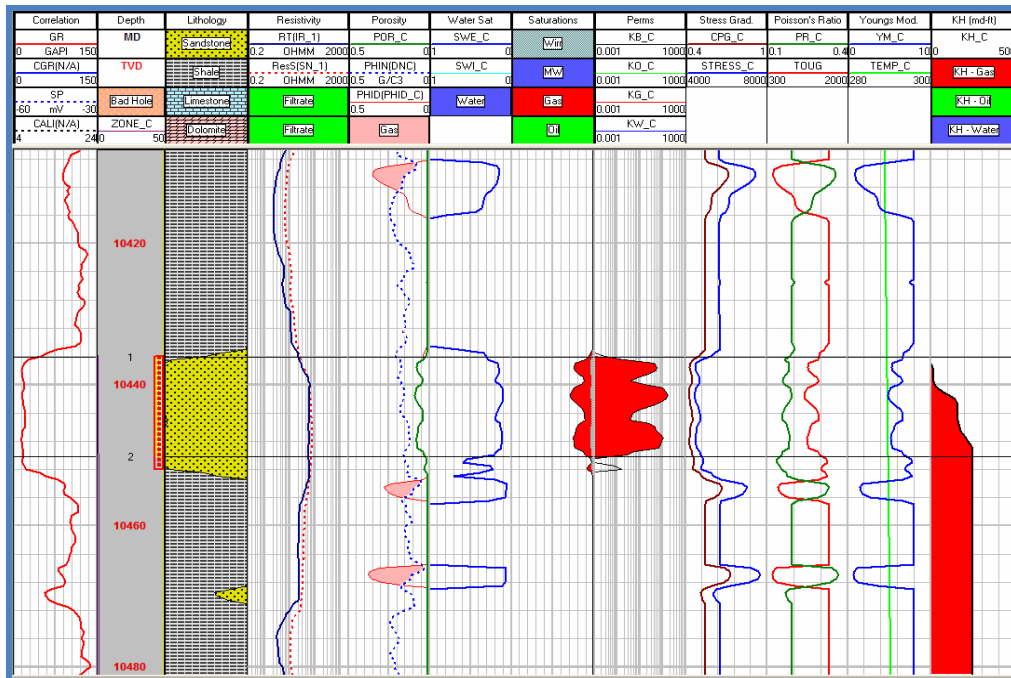 Correlation Depth Lithology Resistivity Porosity Water Sat Saturations Perms Stress Grad. Poisson's Ratio Youngs Mod. KH (md-ft)
GR MD Sandstone RT(IR_1) POR_C SWE_C Wirr KB_C CPG_C PR_C YM_C KH_C
0 GAPI 150 0.2 OHMM 2000 0.5 0 1 0 0.001 1000 0.4 1 0.1 0.4 0 10 0 500
CGR(N/A) TVD Shale ResS(SN_1) PHIN(DNC) SWI_C MW KO_C STRESS_C TOUG TEMP_C KH - Gas
0 150 0.2 OHMM 2000 0.5 G/C3 0 1 0 0.001 1000 4000 8000 300 2000 280 300
SP Bad Hole Limestone Filtrate PHID(PHID_C) Water Gas KG_C KH - Oil
-60 mV -30 0.5 0 0.001 1000
CALI(N/A) ZONE_C Dolomite Filtrate Gas Oil KW_C KH - Water
4 24 0 50 0.001 1000
10420
1
10440
2
10460
10480